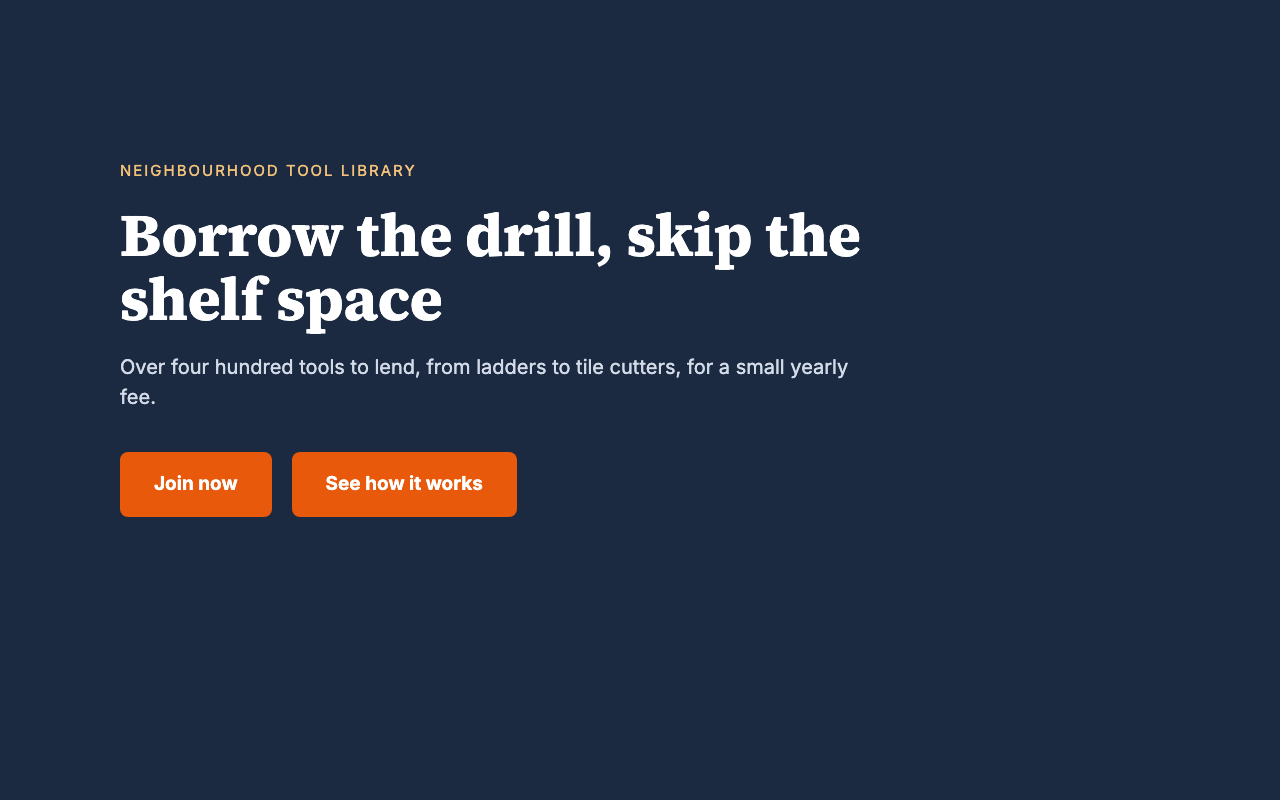 NEIGHBOURHOOD TOOL LIBRARY
Borrow the drill, skip the
shelf space
Over four hundred tools to lend, from ladders to tile cutters, for a small yearly
fee.
Join now
See how it works